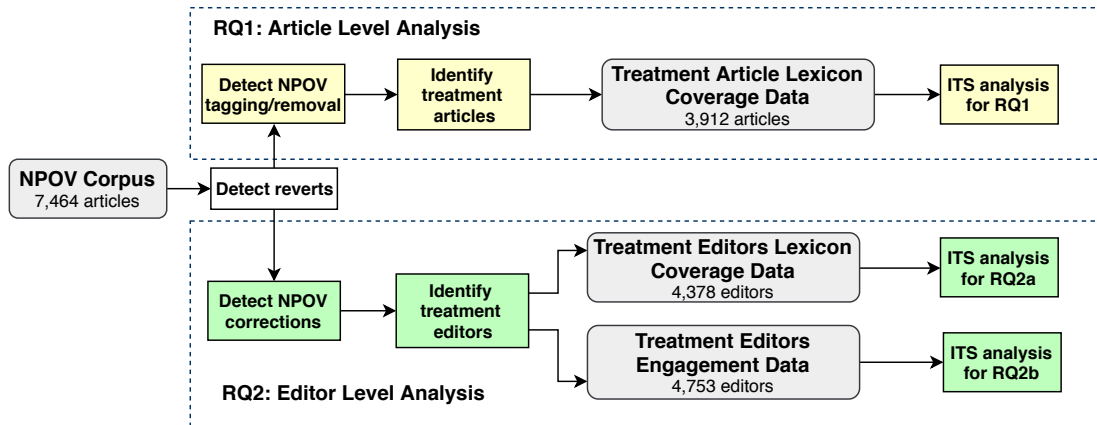 RQ1: Article Level Analysis
Detect NPOV
tagging/removal
Identify
treatment
articles
Treatment Article Lexicon
Coverage Data
3,912 articles
ITS analysis
for RQ1
NPOV Corpus
7,464 articles
Detect reverts
Detect NPOV
corrections
Identify
treatment
editors
Treatment Editors Lexicon
Coverage Data
4,378 editors
ITS analysis
for RQ2a
Treatment Editors
Engagement Data
4,753 editors
ITS analysis
for RQ2b
RQ2: Editor Level Analysis